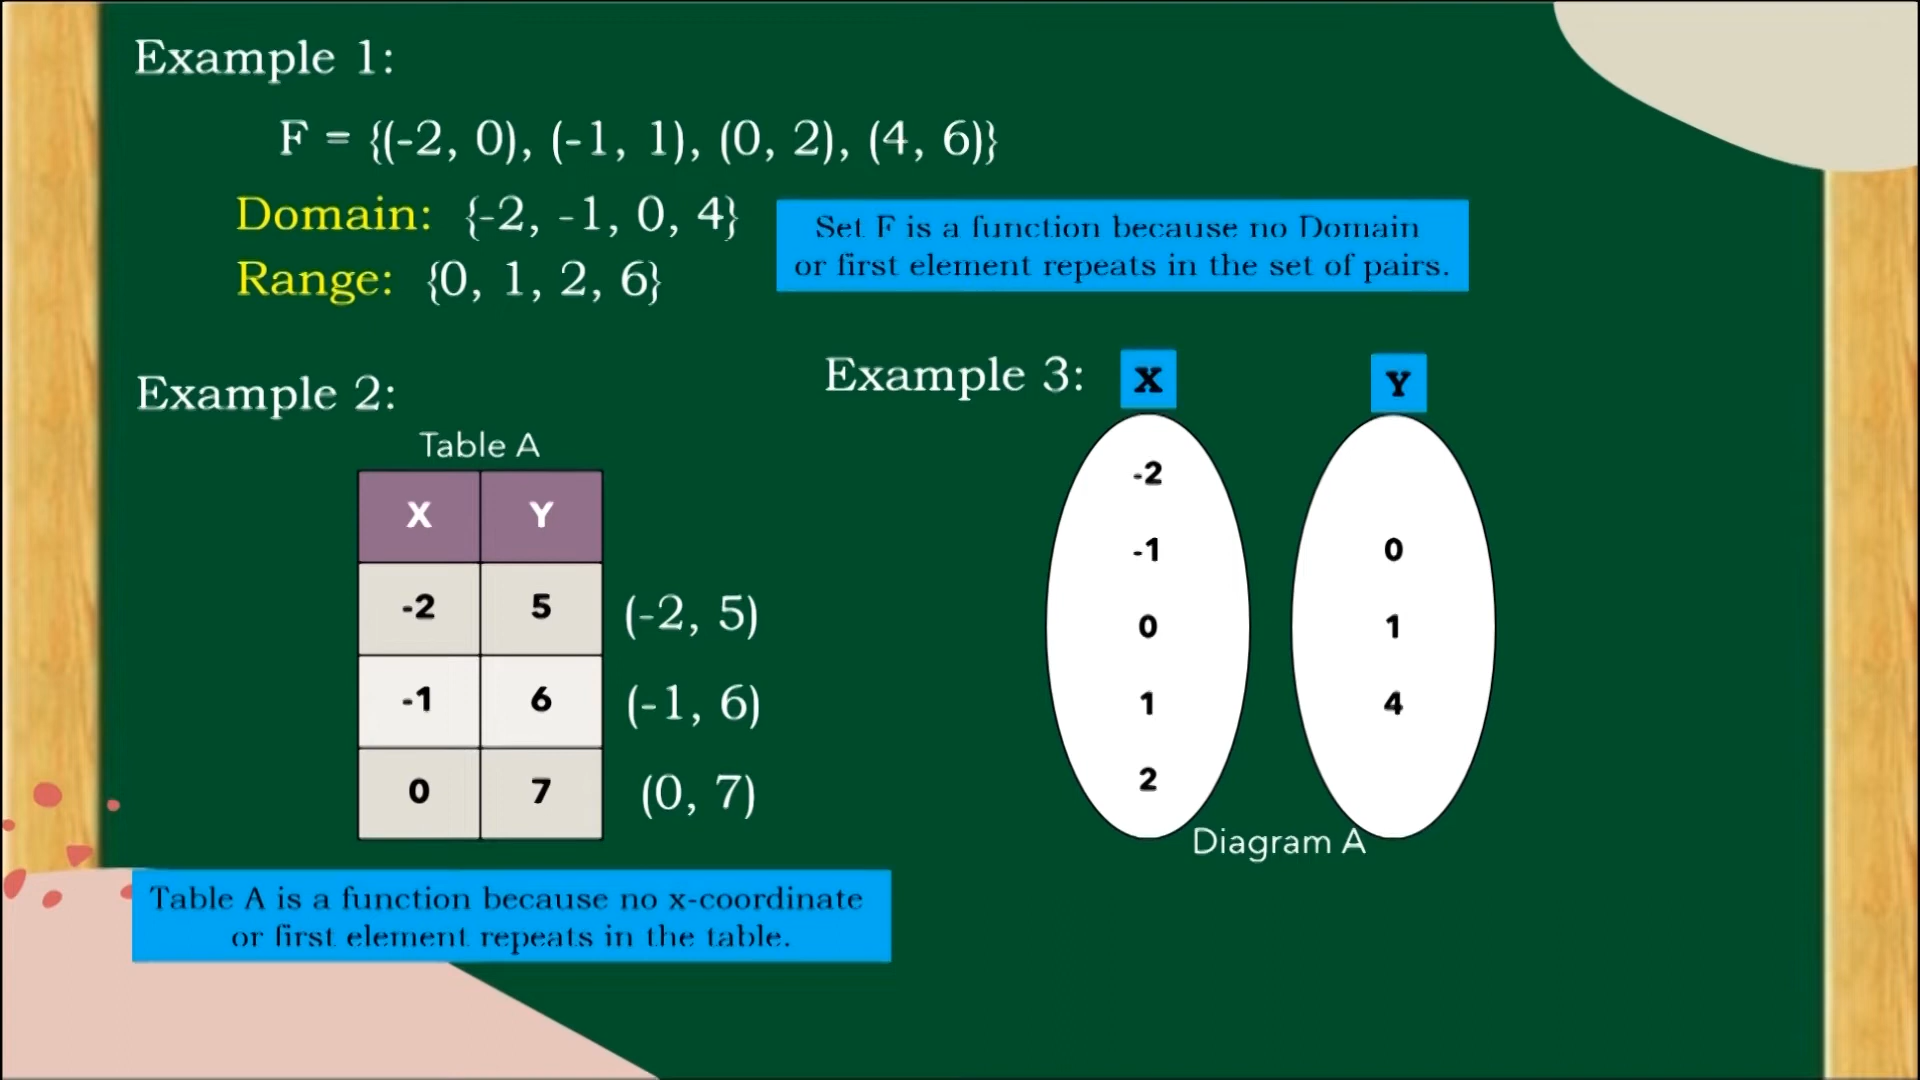 Example 1:
F = {(-2, 0), (-1, 1), (0, 2), (4, 6)}
Domain: {-2, -1, 0, 4}
Range: {0, 1, 2, 6}
Set F is a function because no Domain
or first element repeats in the set of pairs.
Example 2:
Table A
X Y
-2 5 (-2, 5)
-1 6 (-1, 6)
0 7 (0, 7)
Table A is a function because no x-coordinate
or first element repeats in the table.
Example 3:
X Y
-2
-1 0
0 1
1 4
2
Diagram A